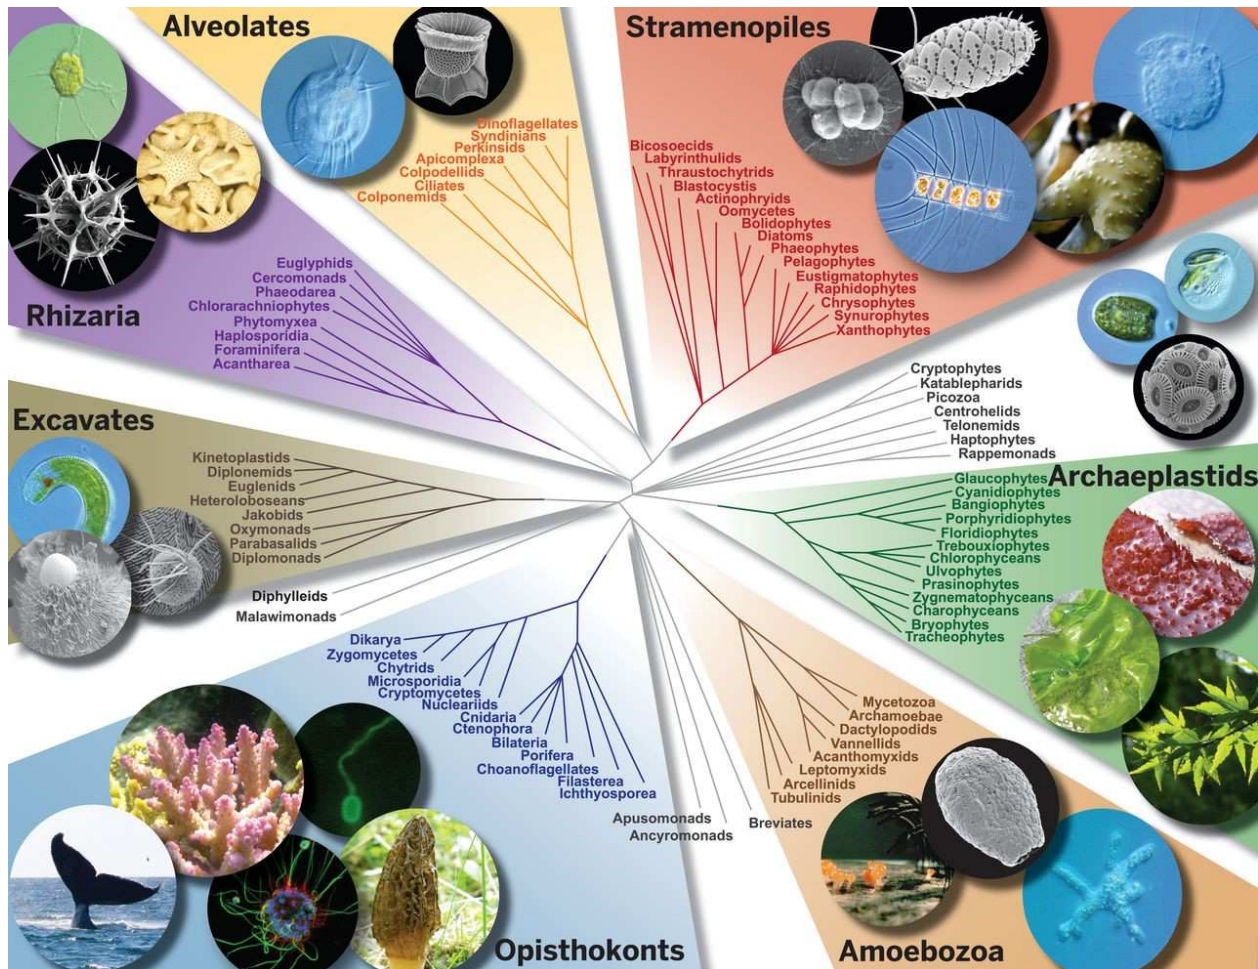 Alveolates
Dinoflagellates
Syndinians
Perkinsids
Apicomplexa
Colpodellids
Ciliates
Colponemids
Stramenopiles
Bicosoecids
Labyrinthulids
Thraustochytrids
Blastocystis
Actinophryids
Oomycetes
Bolidophytes
Diatoms
Phaeophytes
Pelagophytes
Eustigmatophytes
Raphidophytes
Chrysophytes
Synurophytes
Xanthophytes
Rhizaria
Euglyphids
Cercomonads
Phaeodarea
Chlorarachniophytes
Phytomyxea
Haplosporidia
Foraminifera
Acantharea
Cryptophytes
Katablepharids
Picozoa
Centrohelids
Telonemids
Haptophytes
Rappemonads
Excavates
Kinetoplastids
Diplonemids
Euglenids
Heteroloboseans
Jakobids
Oxymonads
Parabasalids
Diplomonads
Diphylleids
Malawimonads
Archaeplastids
Glaucophytes
Cyanidiophytes
Bangiophytes
Porphyridiophytes
Floridiophytes
Trebouxiophytes
Chlorophyceans
Ulvophytes
Prasinophytes
Zygnematophyceans
Charophyceans
Bryophytes
Tracheophytes
Dikarya
Zygomycetes
Chytrids
Microsporidia
Cryptomycetes
Nucleariids
Cnidaria
Ctenophora
Bilateria
Porifera
Choanoflagellates
Filasterea
Ichthyosporea
Opisthokonts
Apusomonads
Ancyromonads
Breviates
Mycetozoa
Archamoebae
Dactylopodids
Vannellids
Acanthomyxids
Leptomyxids
Arcellinids
Tubulinids
Amoebozoa